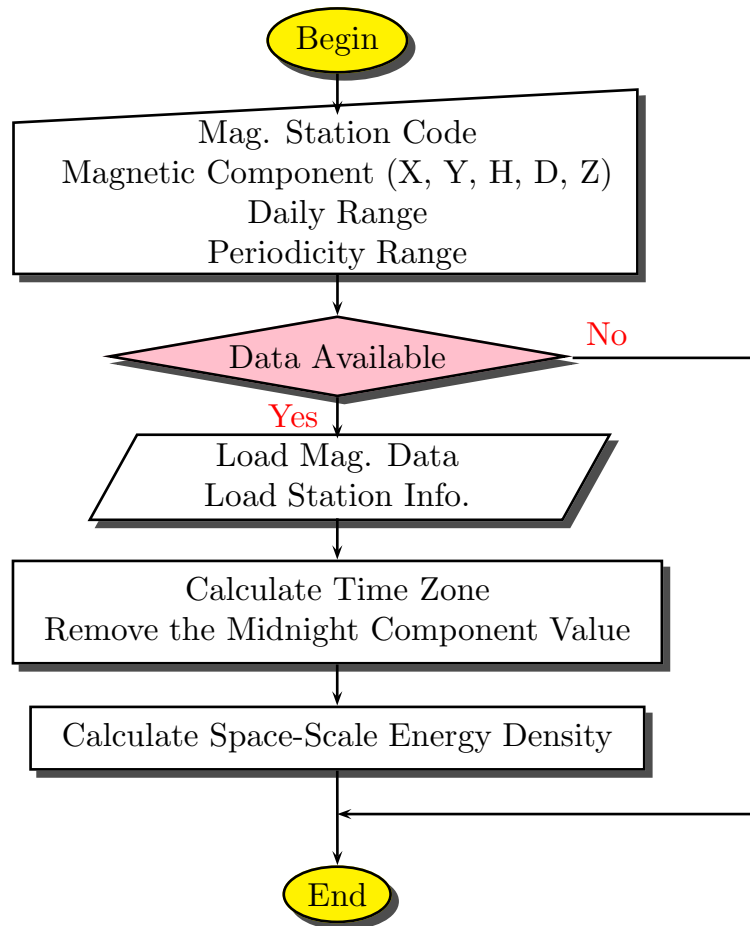 Begin
Mag. Station Code
Magnetic Component (X, Y, H, D, Z)
Daily Range
Periodicity Range
No
Data Available
Yes
Load Mag. Data
Load Station Info.
Calculate Time Zone
Remove the Midnight Component Value
Calculate Space-Scale Energy Density
End